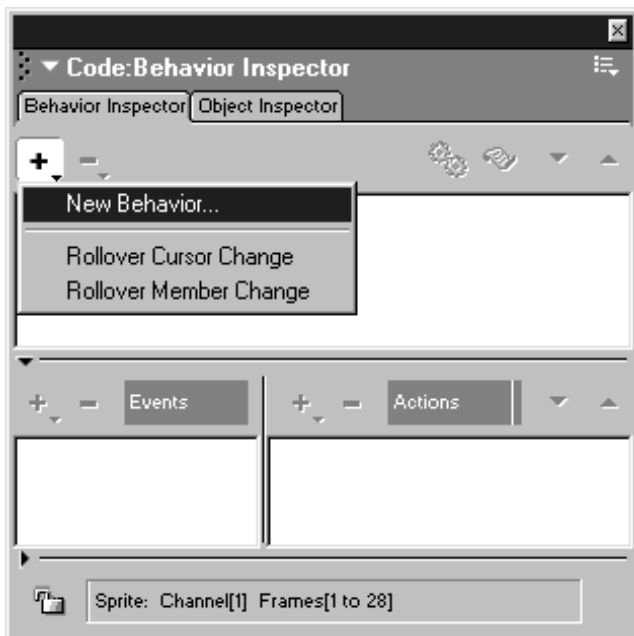 Code:Behavior Inspector
Behavior Inspector Object Inspector
New Behavior...
Rollover Cursor Change
Rollover Member Change
Events Actions
Sprite: Channel[1] Frames[1 to 28]